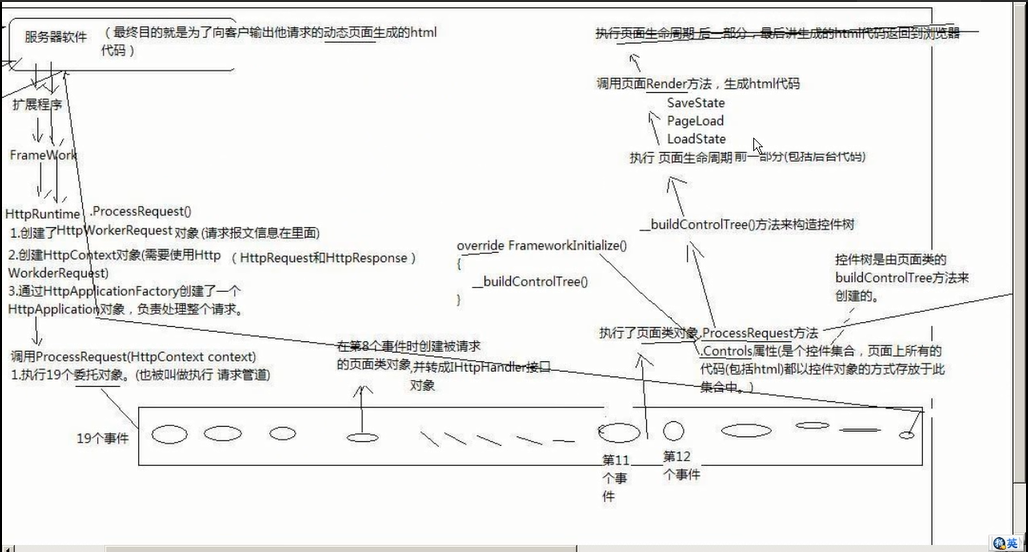 服务器软件
(最终目的就是为了向客户输出他请求的动态页面生成的html
代码)
扩展程序
FrameWork
HttpRuntime .ProcessRequest()
1.创建了HttpWorkerRequest 对象(请求报文信息在里面)
2.创建HttpContext对象(需要使用Http (HttpRequest和HttpResponse)
WorkderRequest)
3.通过HttpApplicationFactory创建了一个
HttpApplication对象,负责处理整个请求。
调用ProcessRequest(HttpContext context)
1.执行19个委托对象。(也被叫做执行 请求管道)
19个事件
在第8个事件时创建被请求
的页面类对象,并转成IHttpHandler接口
对象
override FrameworkInitialize()
{
__buildControlTree()
}
执行页面生命周期 后一部分,最后讲生成的html代码返回到浏览器
调用页面Render方法,生成html代码
SaveState
PageLoad
LoadState
执行 页面生命周期前一部分(包括后台代码)
__buildControlTree()方法来构造控件树
控件树是由页面类的
buildControlTree方法来
创建的。
执行了页面类对象.ProcessRequest方法
.Controls属性(是个控件集合,页面上所有的
代码(包括html)都以控件对象的方式存放于此
集合中。)
第11
个事
件
第12
个事件
英